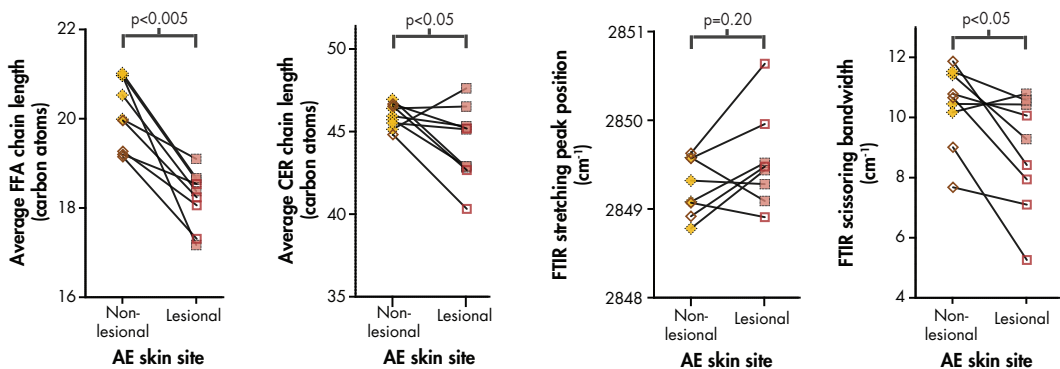 p<0.005
Average FFA chain length
(carbon atoms)
22
20
18
16
Non-
lesional
Lesional
AE skin site
p<0.05
Average CER chain length
(carbon atoms)
50
45
40
35
Non-
lesional
Lesional
AE skin site
p=0.20
FTIR stretching peak position
(cm⁻¹)
2851
2850
2849
2848
Non-
lesional
Lesional
AE skin site
p<0.05
FTIR scissoring bandwidth
(cm⁻¹)
12
10
8
6
4
Non-
lesional
Lesional
AE skin site